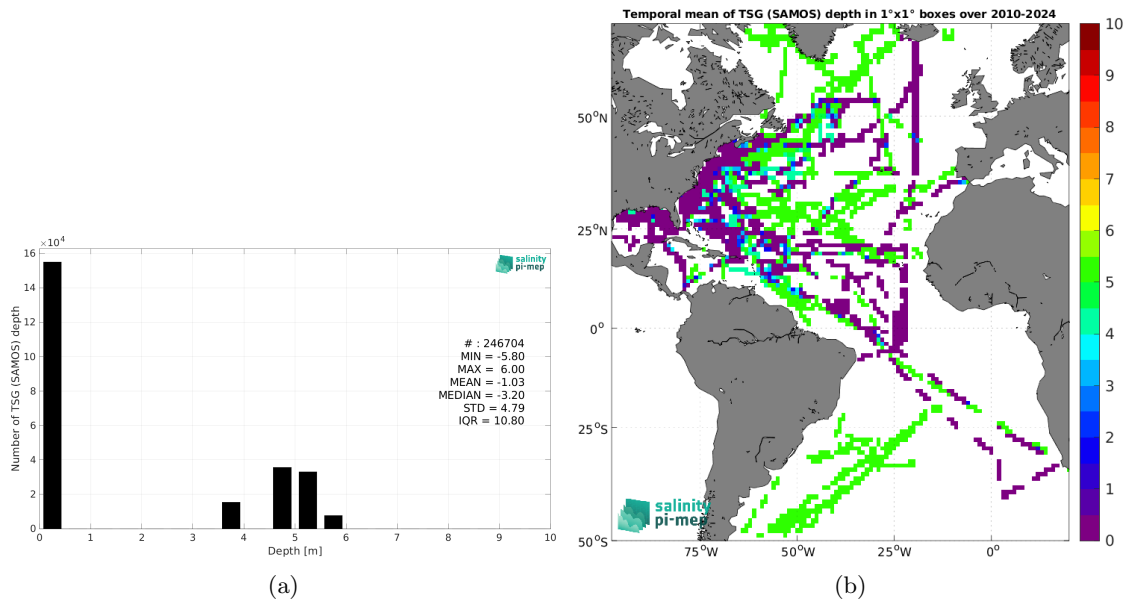 ×10⁴
16
14
12
10
8
6
4
2
0
Number of TSG (SAMOS) depth
salinity
pi-mep
# : 246704
MIN = -5.80
MAX = 6.00
MEAN = -1.03
MEDIAN = -3.20
STD = 4.79
IQR = 10.80
0 1 2 3 4 5 6 7 8 9 10
Depth [m]
(a)
Temporal mean of TSG (SAMOS) depth in 1°x1° boxes over 2010-2024
50°N
25°N
0°
25°S
50°S
75°W 50°W 25°W 0°
salinity
pi-mep
10
9
8
7
6
5
4
3
2
1
0
(b)